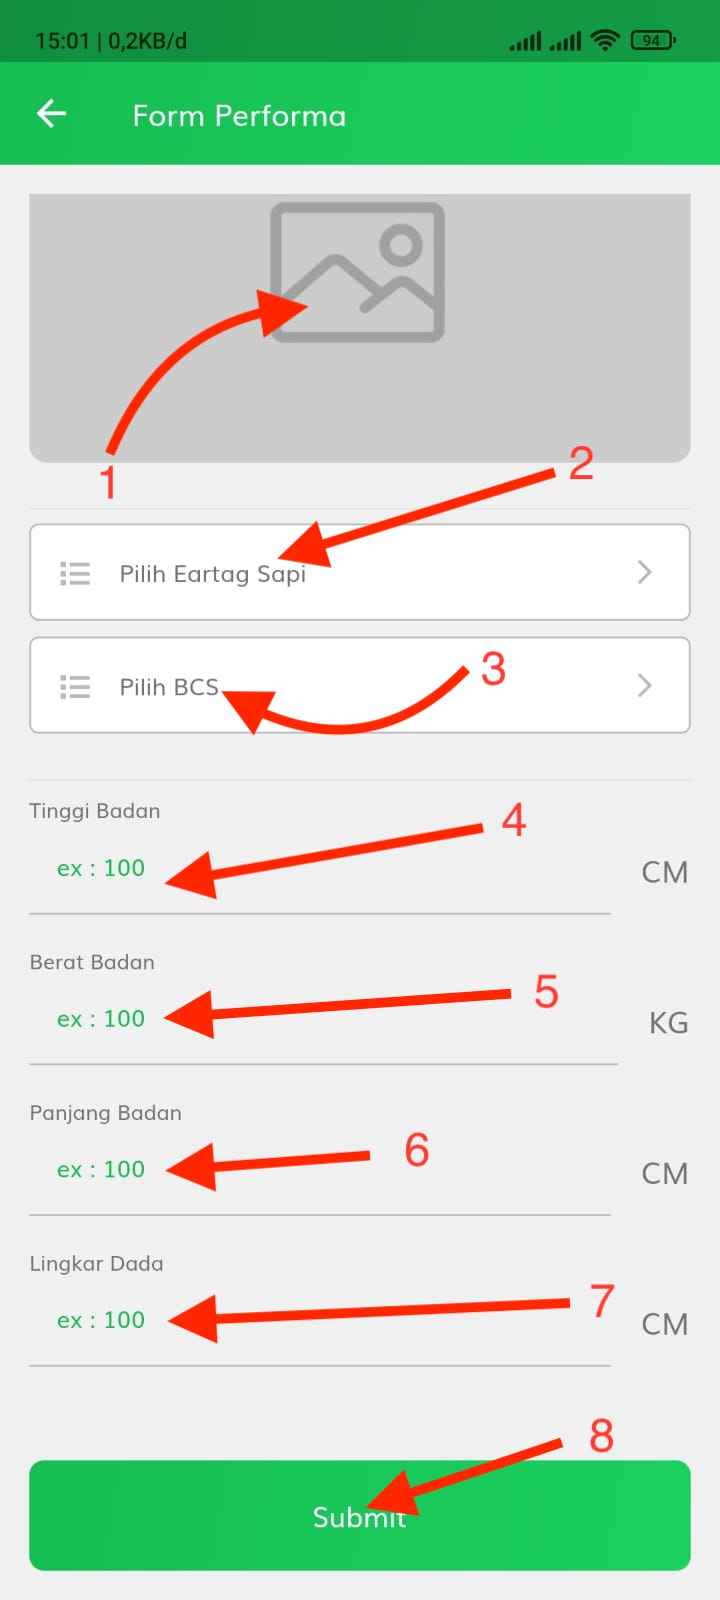 15:01 | 0,2KB/d
94
Form Performa
1
2
Pilih Eartag Sapi
Pilih BCS
3
Tinggi Badan
4
ex : 100
CM
Berat Badan
5
ex : 100
KG
Panjang Badan
6
ex : 100
CM
Lingkar Dada
7
ex : 100
CM
8
Submit